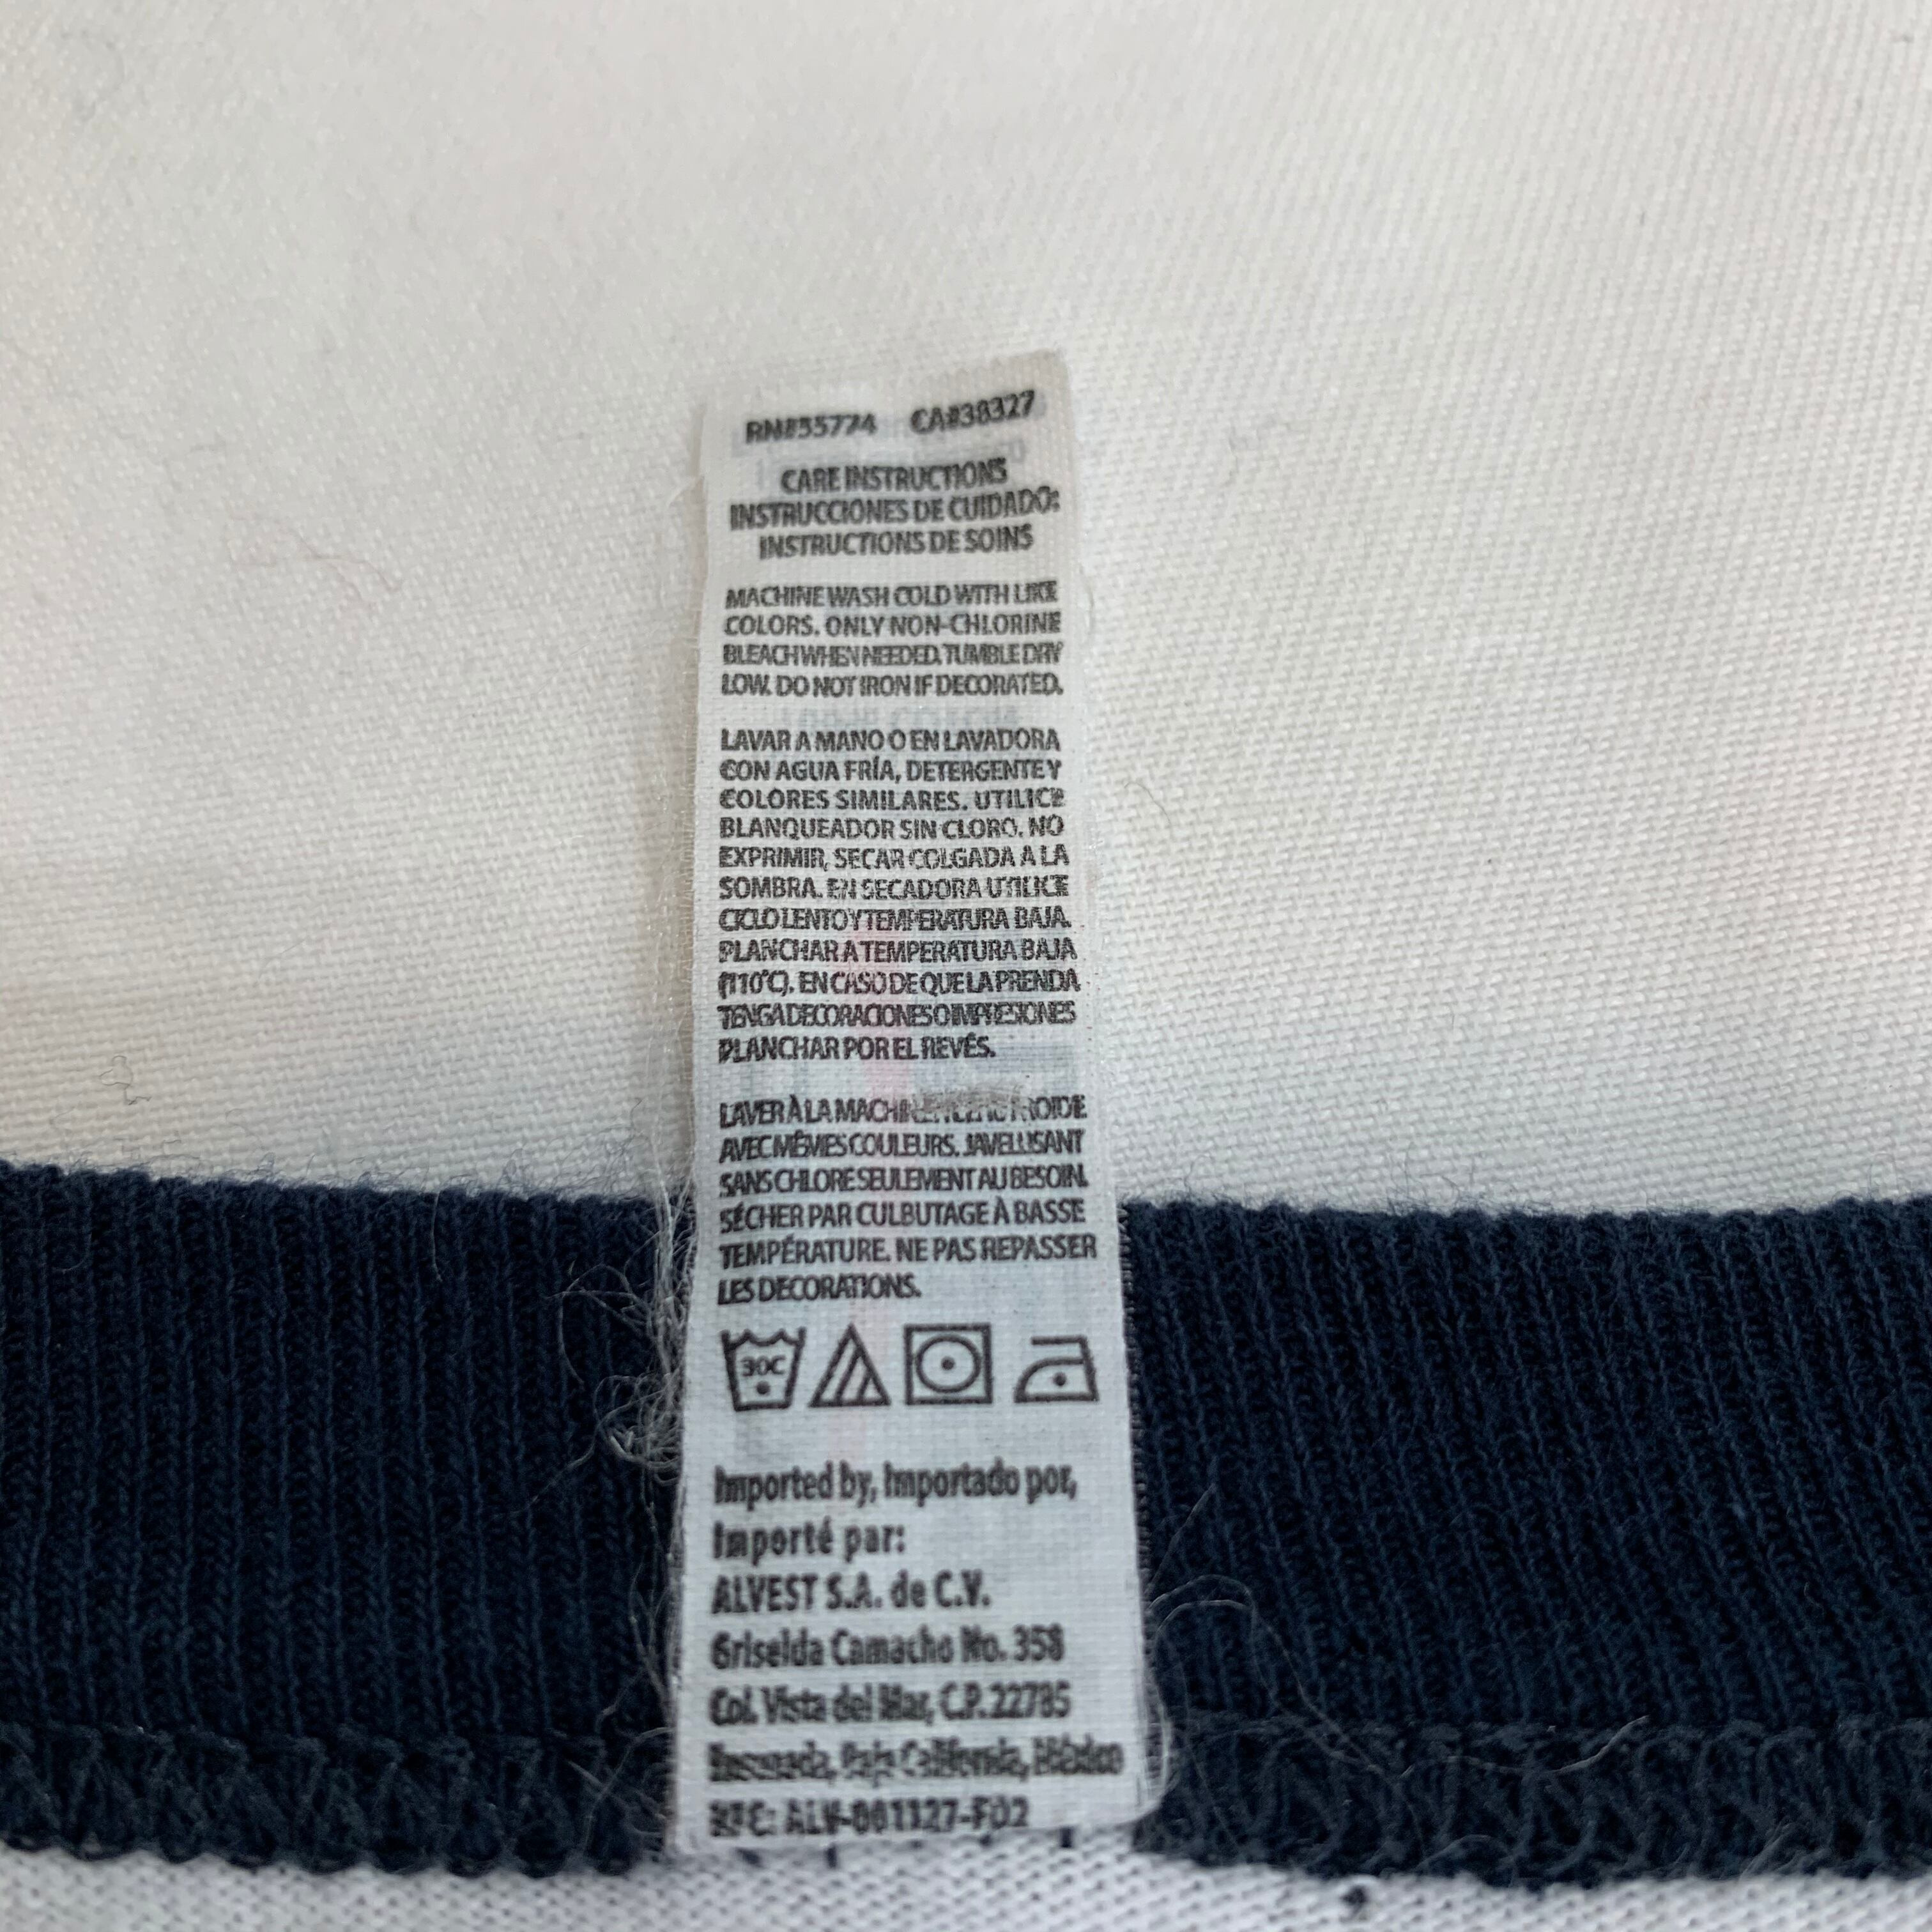 RN#55774 CA#38327
CARE INSTRUCTIONS
INSTRUCCIONES DE CUIDADO:
INSTRUCTIONS DE SOINS
MACHINE WASH COLD WITH LIKE
COLORS. ONLY NON-CHLORINE
BLEACH WHEN NEEDED. TUMBLE DRY
LOW. DO NOT IRON IF DECORATED.
LAVAR A MANO O EN LAVADORA
CON AGUA FRÍA, DETERGENTE Y
COLORES SIMILARES. UTILICE
BLANQUEADOR SIN CLORO. NO
EXPRIMIR, SECAR COLGADA A LA
SOMBRA. EN SECADORA UTILICE
CICLO LENTO Y TEMPERATURA BAJA.
PLANCHAR A TEMPERATURA BAJA
(110°C). EN CASO DE QUE LA PRENDA
TENGA DECORACIONES O IMPRESIONES
PLANCHAR POR EL REVÉS.
LAVER À LA MACHINE FROIDE
AVEC MÊMES COULEURS. JAVELLISANT
SANS CHLORE SEULEMENT AU BESOIN.
SÉCHER PAR CULBUTAGE À BASSE
TEMPÉRATURE. NE PAS REPASSER
LES DECORATIONS.
30C
Imported by, Importado por,
Importé par:
ALVEST S.A. de C.V.
Griselda Camacho No. 358
Col. Vista del Mar, C.P. 22785
Ensenada, Baja California, México
RFC: ALV-001127-FD2